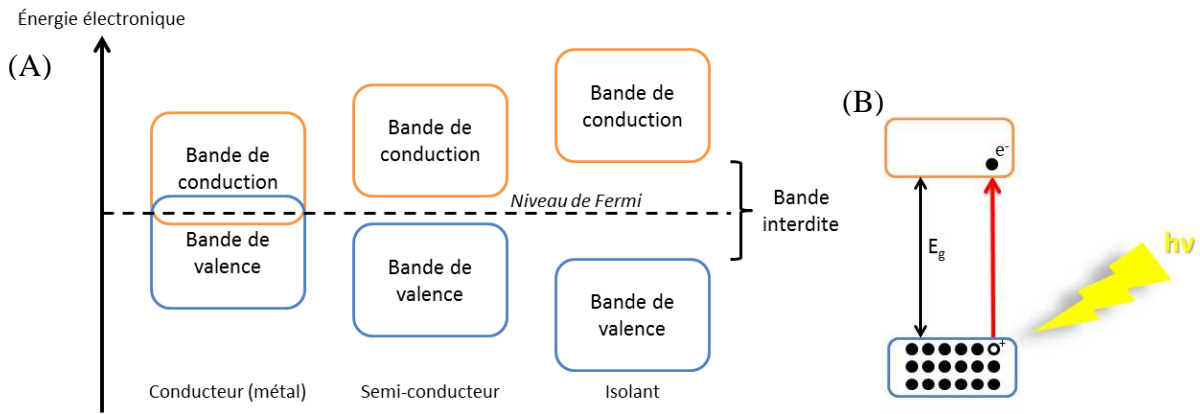 Énergie électronique
(A)
Bande de
conduction
Bande de
valence
Conducteur (métal)
Bande de
conduction
Bande de
valence
Semi-conducteur
Bande de
conduction
Bande de
valence
Isolant
Niveau de Fermi
Bande
interdite
(B)
e-
Eg
hν
+